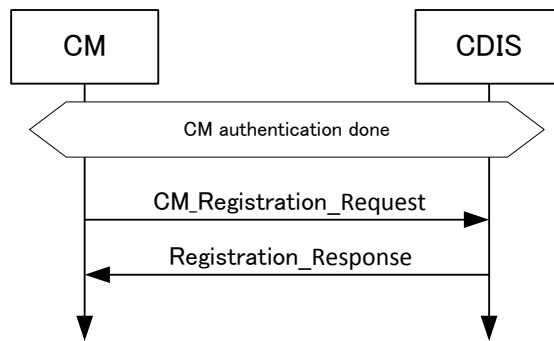 CM
CDIS
CM authentication done
CM_Registration_Request
Registration_Response